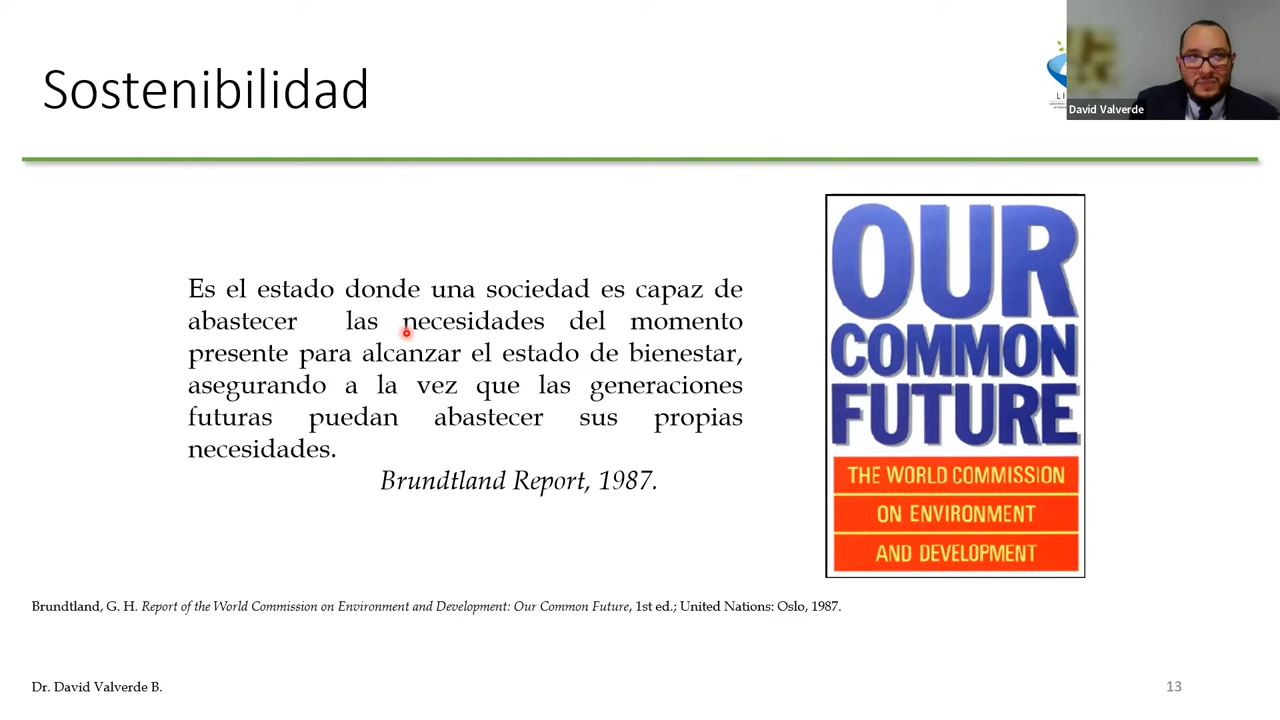 Sostenibilidad
LI
David Valverde
Es el estado donde una sociedad es capaz de
abastecer las necesidades del momento
presente para alcanzar el estado de bienestar,
asegurando a la vez que las generaciones
futuras puedan abastecer sus propias
necesidades.
Brundtland Report, 1987.
OUR
COMMON
FUTURE
THE WORLD COMMISSION
ON ENVIRONMENT
AND DEVELOPMENT
Brundtland, G. H. Report of the World Commission on Environment and Development: Our Common Future, 1st ed.; United Nations: Oslo, 1987.
Dr. David Valverde B.
13